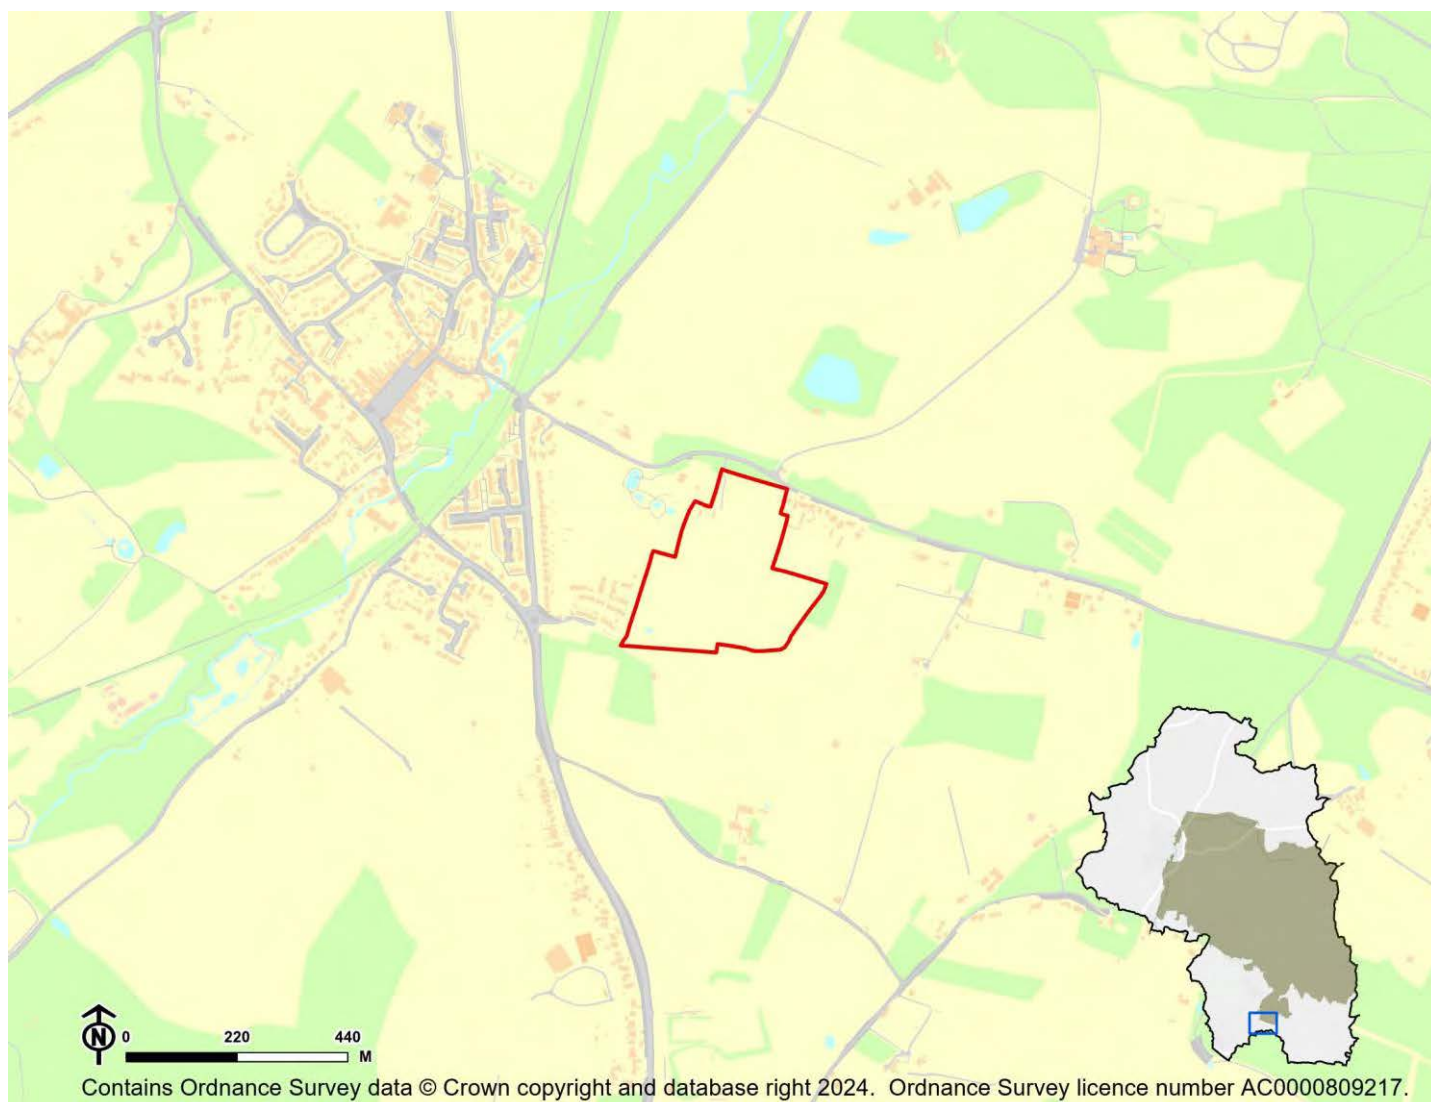 N
0 220 440
M
Contains Ordnance Survey data © Crown copyright and database right 2024. Ordnance Survey licence number AC0000809217.